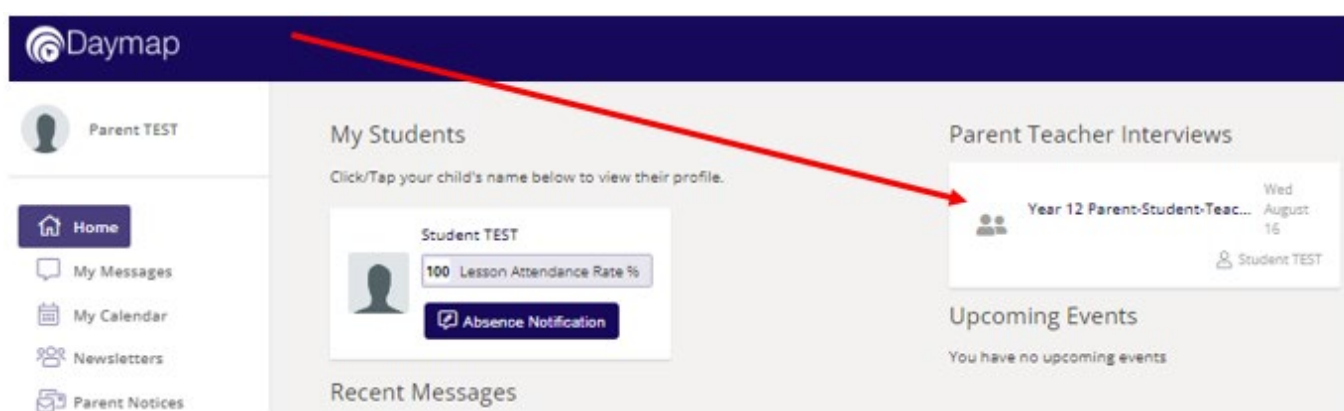 Daymap
Parent TEST
Home
My Messages
My Calendar
Newsletters
Parent Notices
My Students
Click/Tap your child's name below to view their profile.
Student TEST
100 Lesson Attendance Rate %
Absence Notification
Recent Messages
Parent Teacher Interviews
Year 12 Parent-Student-Teac...
Wed
August
16
Student TEST
Upcoming Events
You have no upcoming events